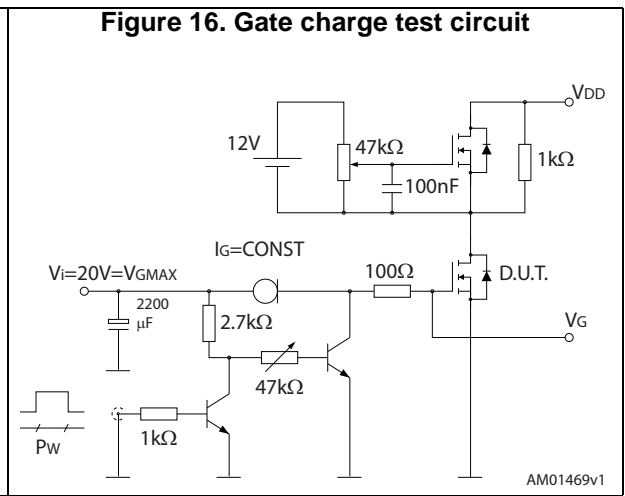 Figure 16. Gate charge test circuit
VDD
12V
47kΩ
1kΩ
100nF
IG=CONST
Vi=20V=VGMAX
100Ω
D.U.T.
2200
μF
2.7kΩ
VG
47kΩ
1kΩ
PW
AM01469v1